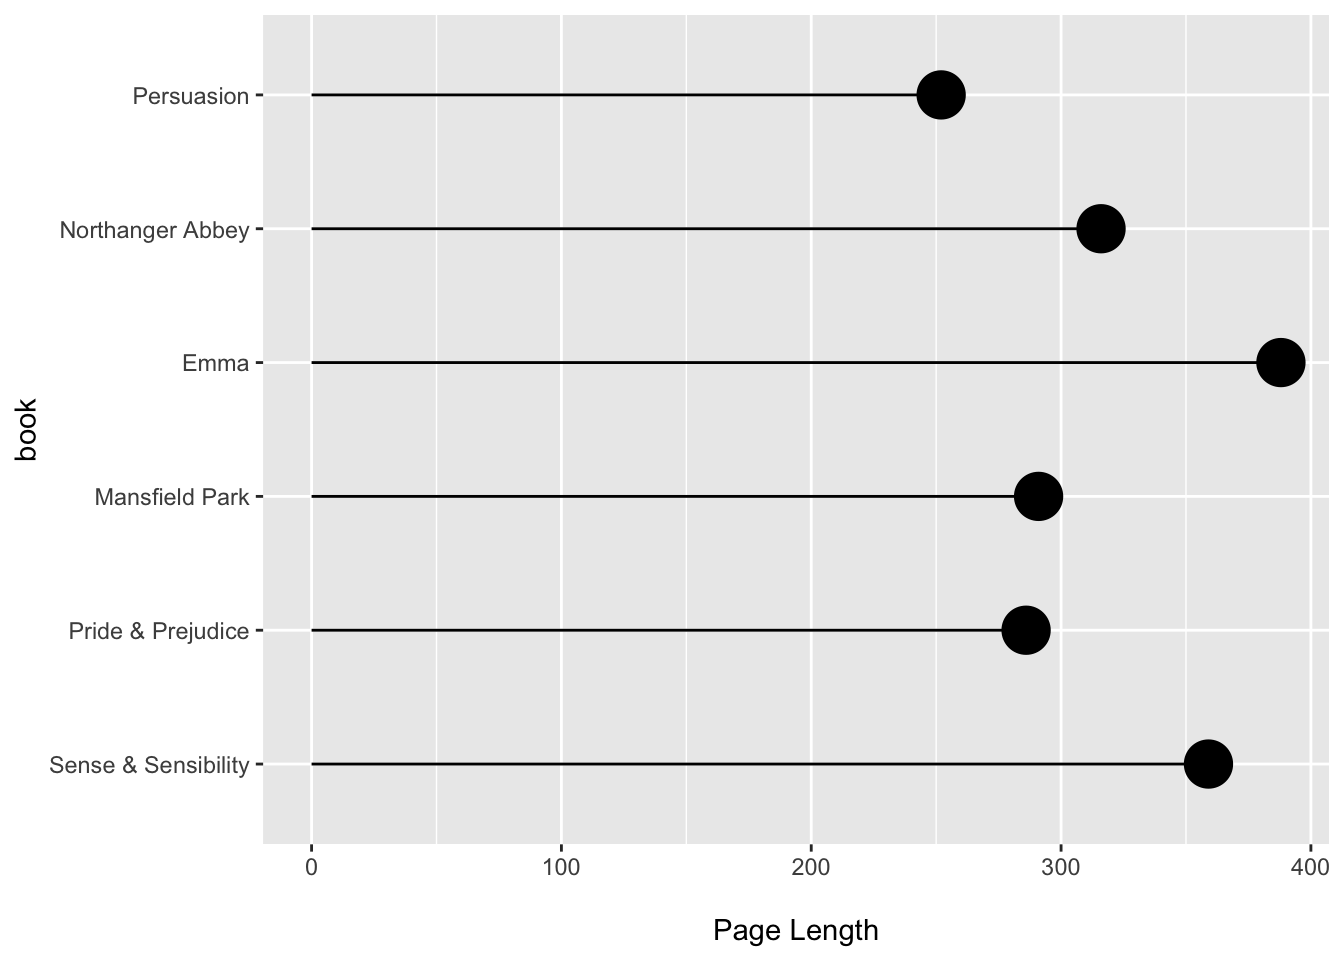 Persuasion
Northanger Abbey
Emma
Mansfield Park
Pride & Prejudice
Sense & Sensibility
book
0 100 200 300 400
Page Length